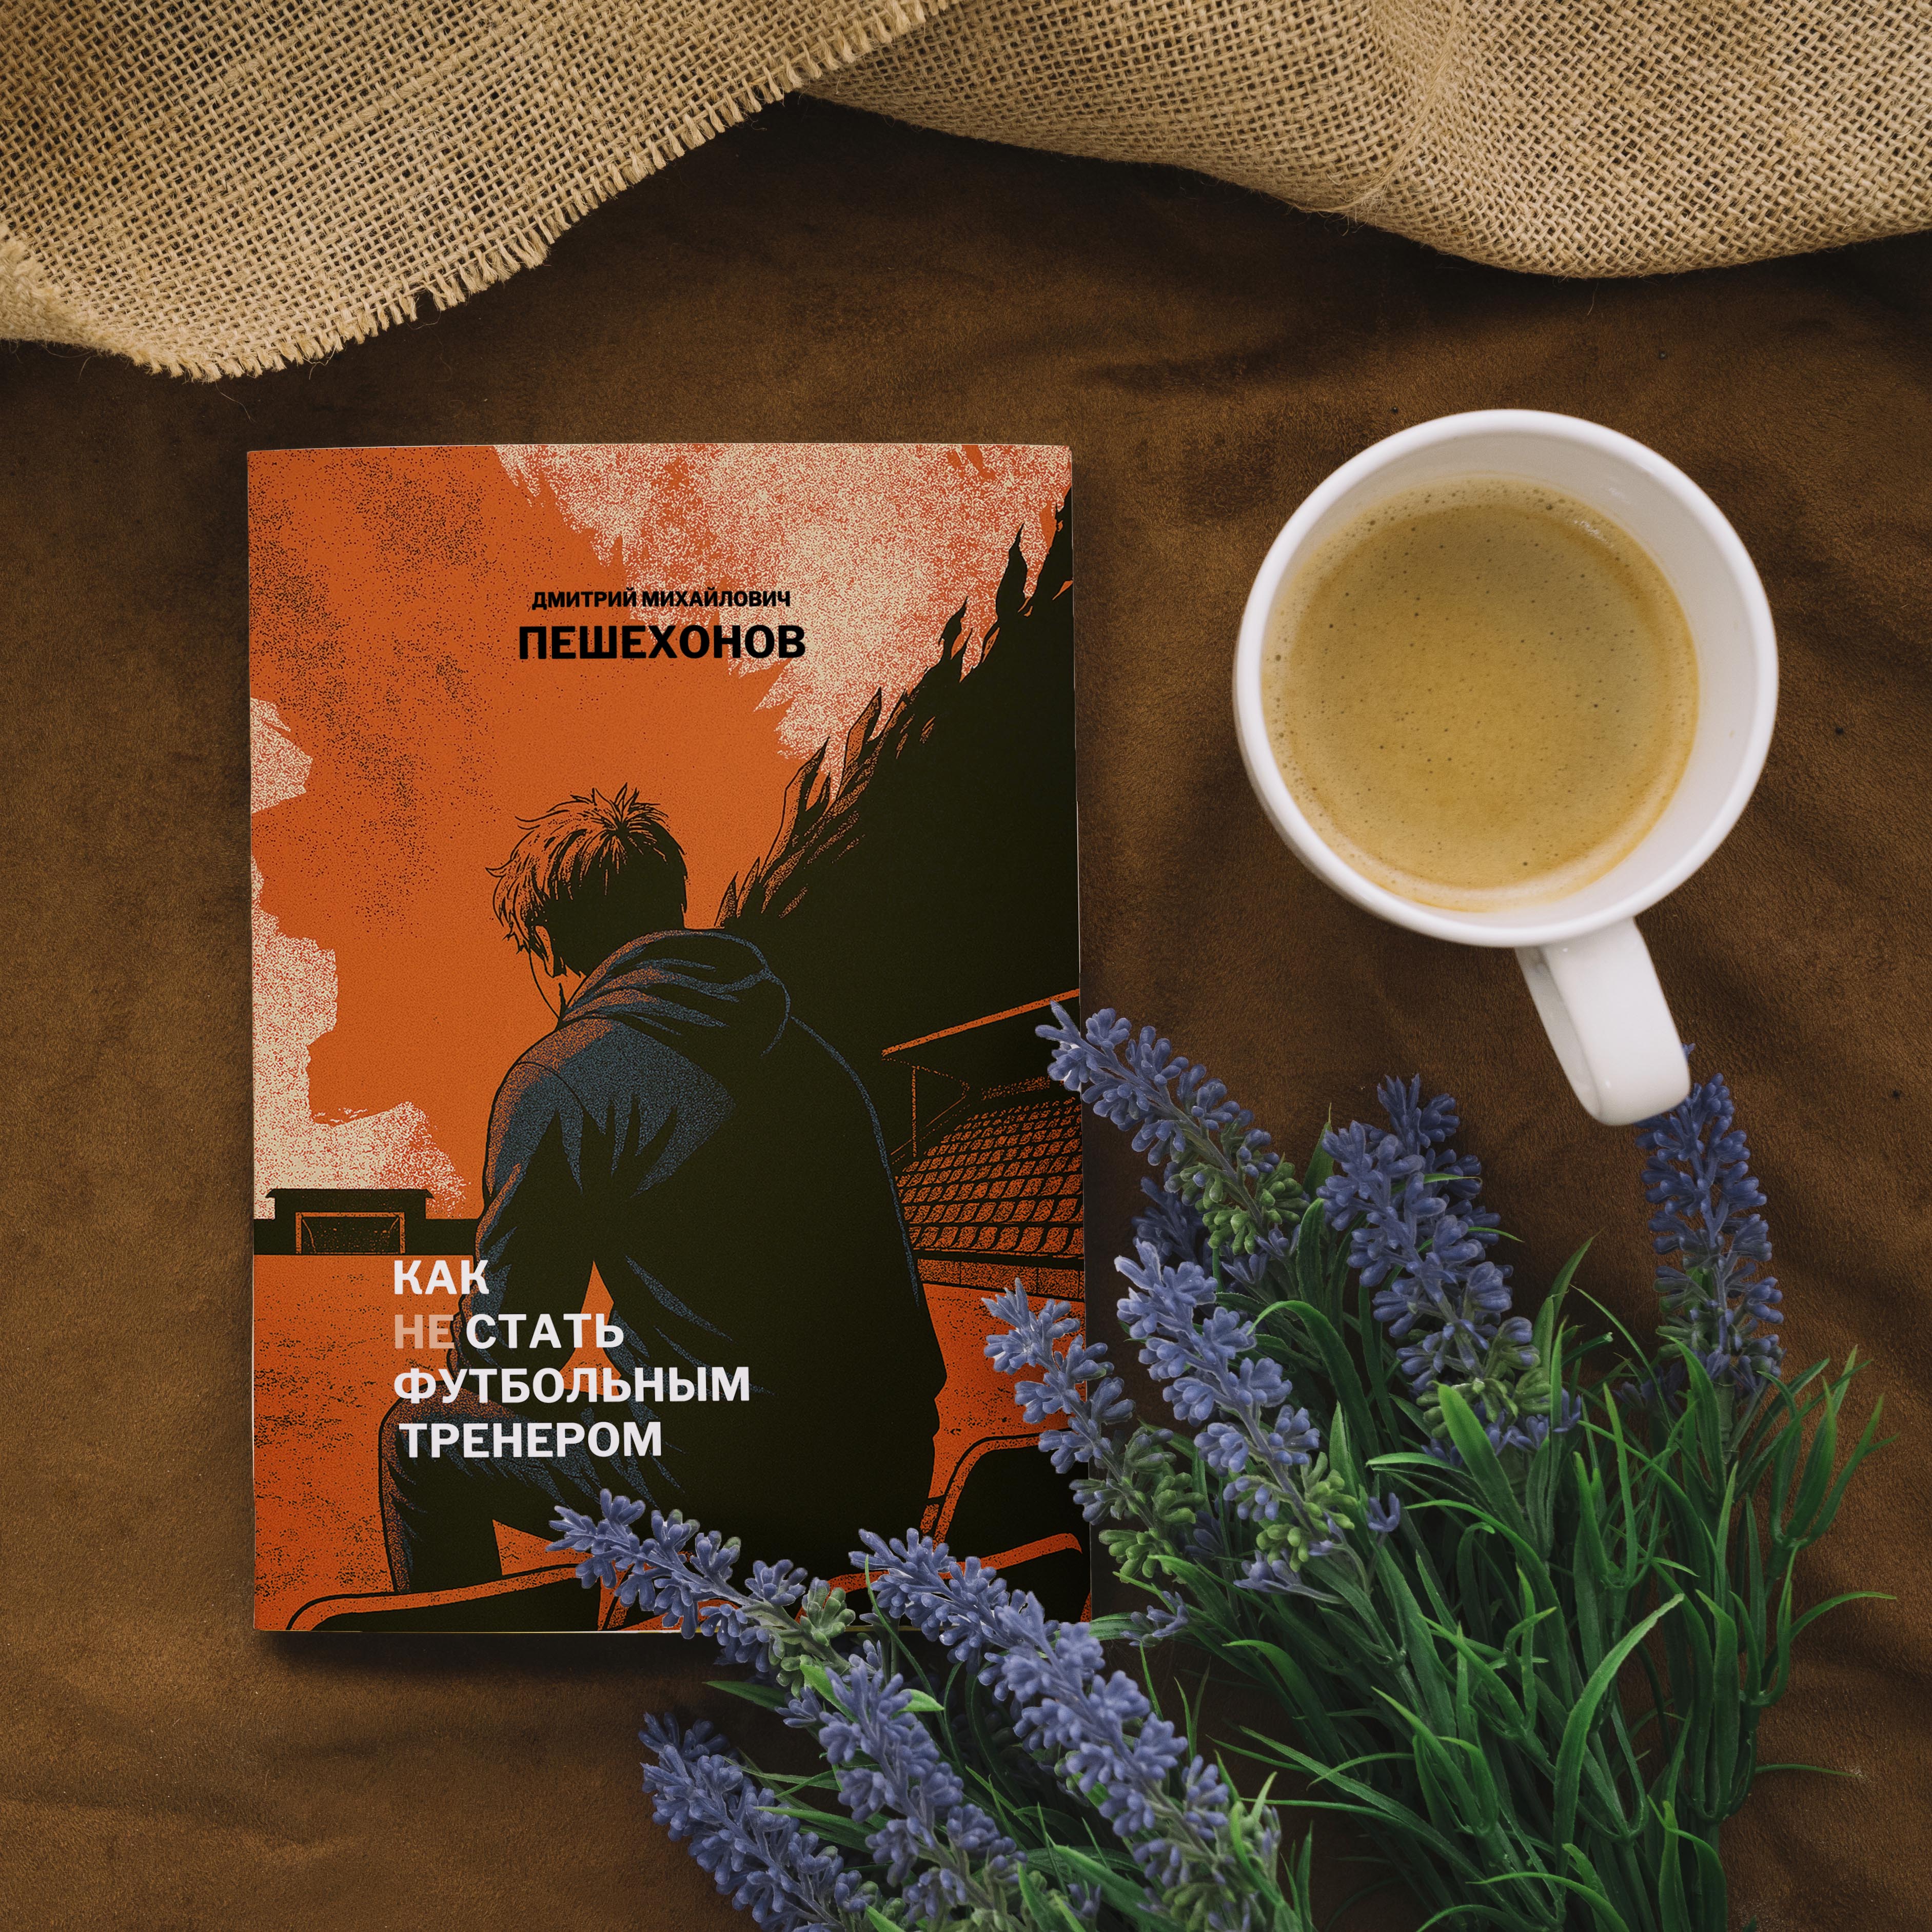 ДМИТРИЙ МИХАЙЛОВИЧ
ПЕШЕХОНОВ
КАК
НЕ СТАТЬ
ФУТБОЛЬНЫМ
ТРЕНЕРОМ